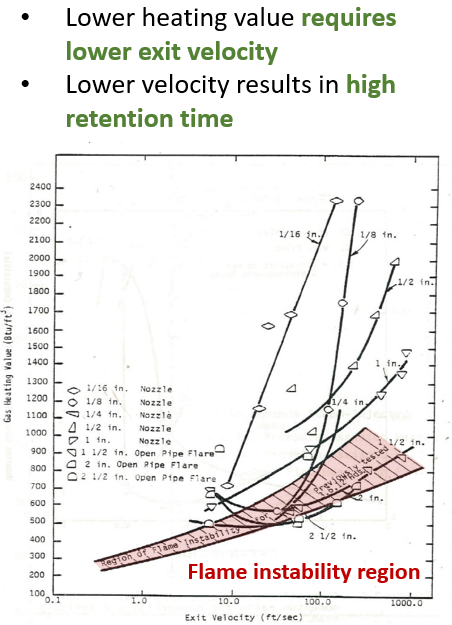 • Lower heating value requires
lower exit velocity
• Lower velocity results in high
retention time
2400
2300
2200
2100
2000
1900
1800
1700
1600
1500
1400
1300
1200
1100
1000
900
800
700
600
500
400
300
200
100
Gas Heating Value (Btu/ft³)
1/16 in.
1/8 in.
1/2 in.
1 in.
1/4 in.
1 1/2 in.
2 in.
2 1/2 in.
1/16 in. Nozzle
1/8 in. Nozzle
1/4 in. Nozzle
1/2 in. Nozzle
1 in. Nozzle
1 1/2 in. Open Pipe Flare
2 in. Open Pipe Flare
2 1/2 in. Open Pipe Flare
Region of Flame Instability for
Previously tested
Flame instability region
0.1 1.0 10.0 100.0 1000.0
Exit Velocity (ft/sec)